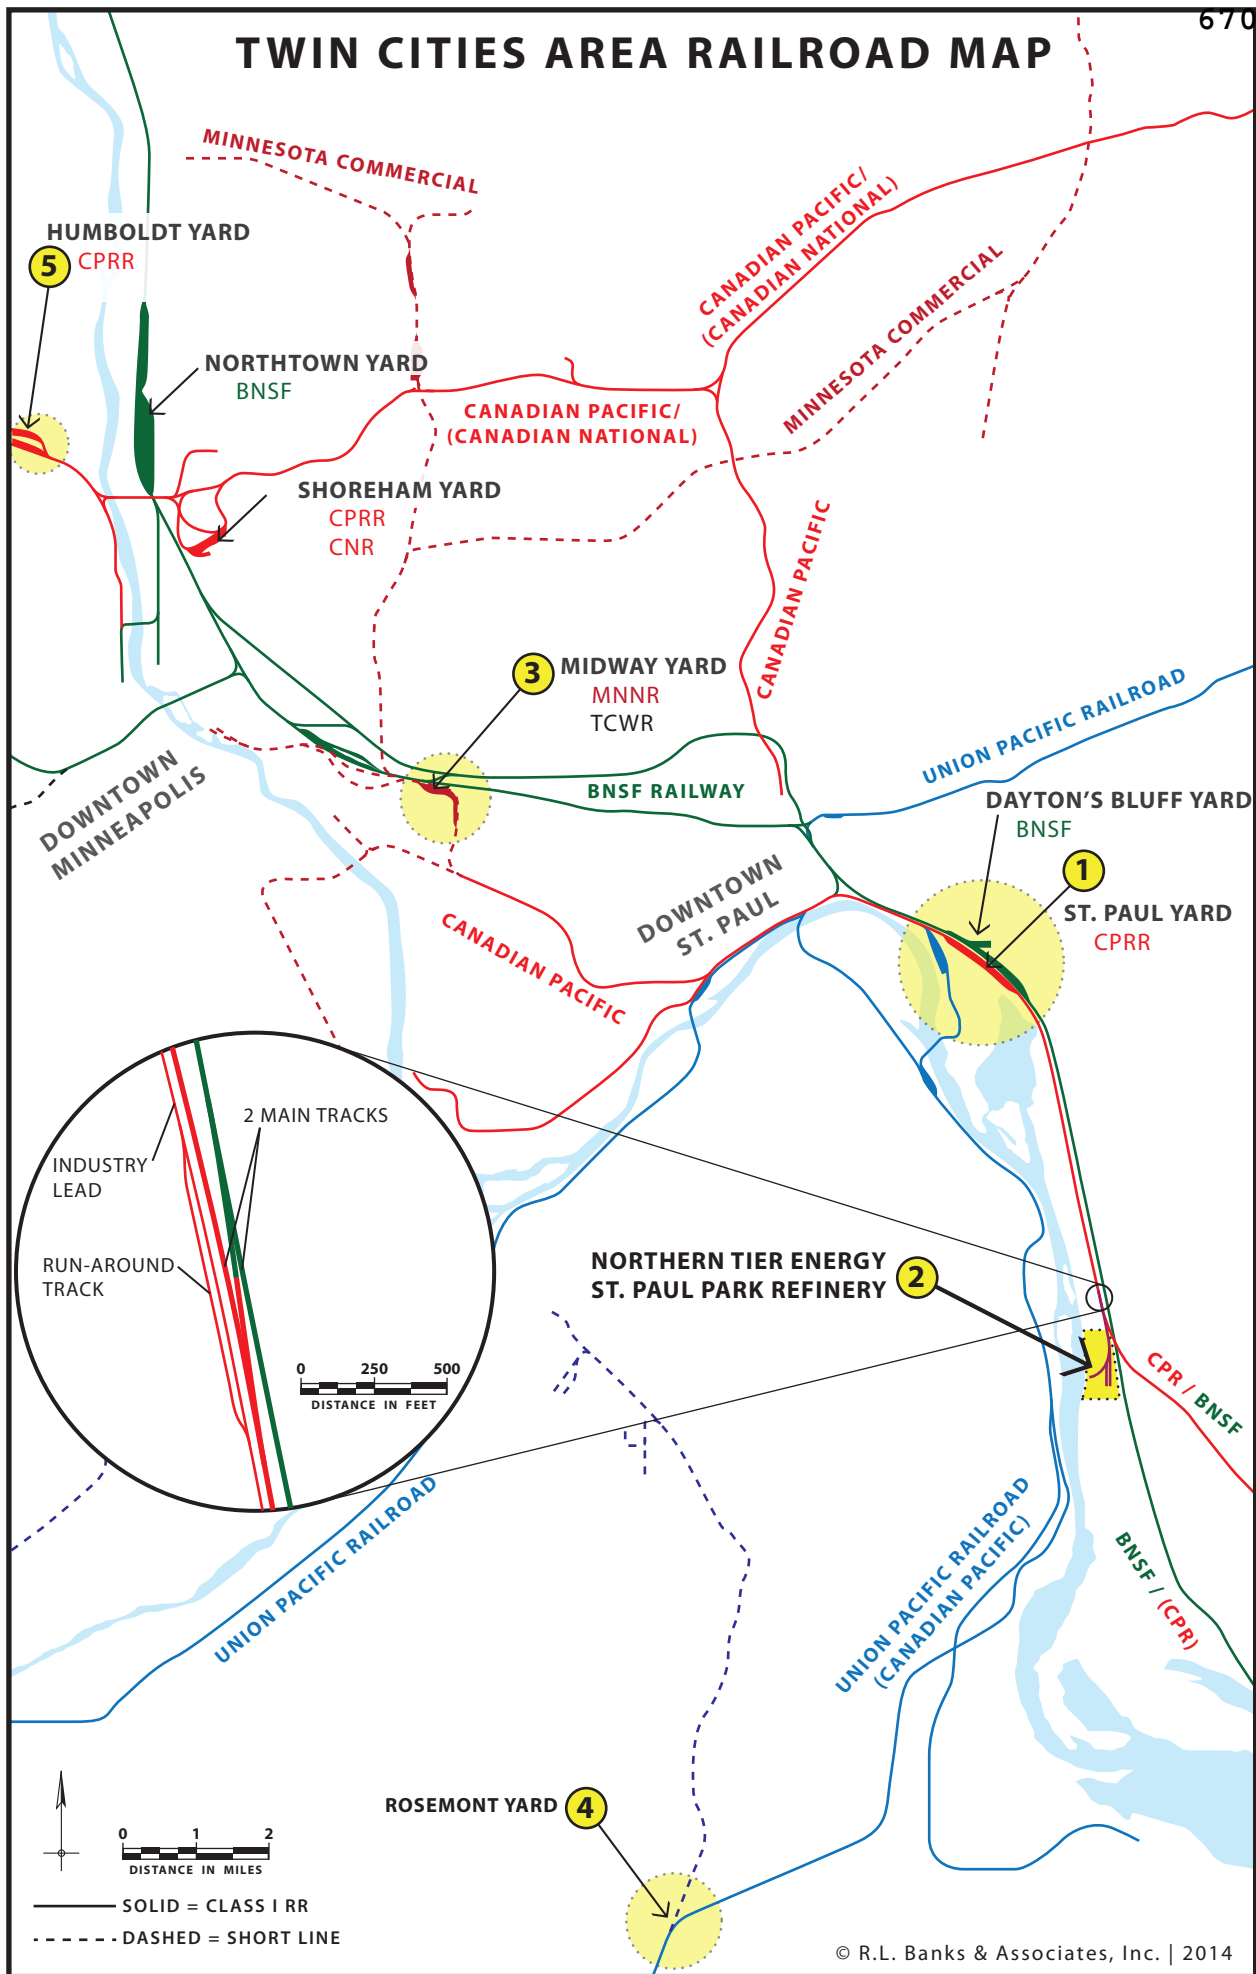 670
TWIN CITIES AREA RAILROAD MAP
MINNESOTA COMMERCIAL
CANADIAN PACIFIC/
(CANADIAN NATIONAL)
HUMBOLDT YARD
5
CPRR
MINNESOTA COMMERCIAL
NORTHTOWN YARD
BNSF
CANADIAN PACIFIC/
(CANADIAN NATIONAL)
SHOREHAM YARD
CPRR
CNR
CANADIAN PACIFIC
3
MIDWAY YARD
MNNR
TCWR
UNION PACIFIC RAILROAD
DOWNTOWN
MINNEAPOLIS
BNSF RAILWAY
DAYTON'S BLUFF YARD
BNSF
1
ST. PAUL YARD
CPRR
DOWNTOWN
ST. PAUL
CANADIAN PACIFIC
2 MAIN TRACKS
INDUSTRY
LEAD
RUN-AROUND
TRACK
0 250 500
DISTANCE IN FEET
NORTHERN TIER ENERGY
ST. PAUL PARK REFINERY
2
CPR / BNSF
UNION PACIFIC RAILROAD
UNION PACIFIC RAILROAD
(CANADIAN PACIFIC)
BNSF / (CPR)
ROSEMONT YARD
4
0 1 2
DISTANCE IN MILES
SOLID = CLASS I RR
DASHED = SHORT LINE
© R.L. Banks & Associates, Inc. | 2014